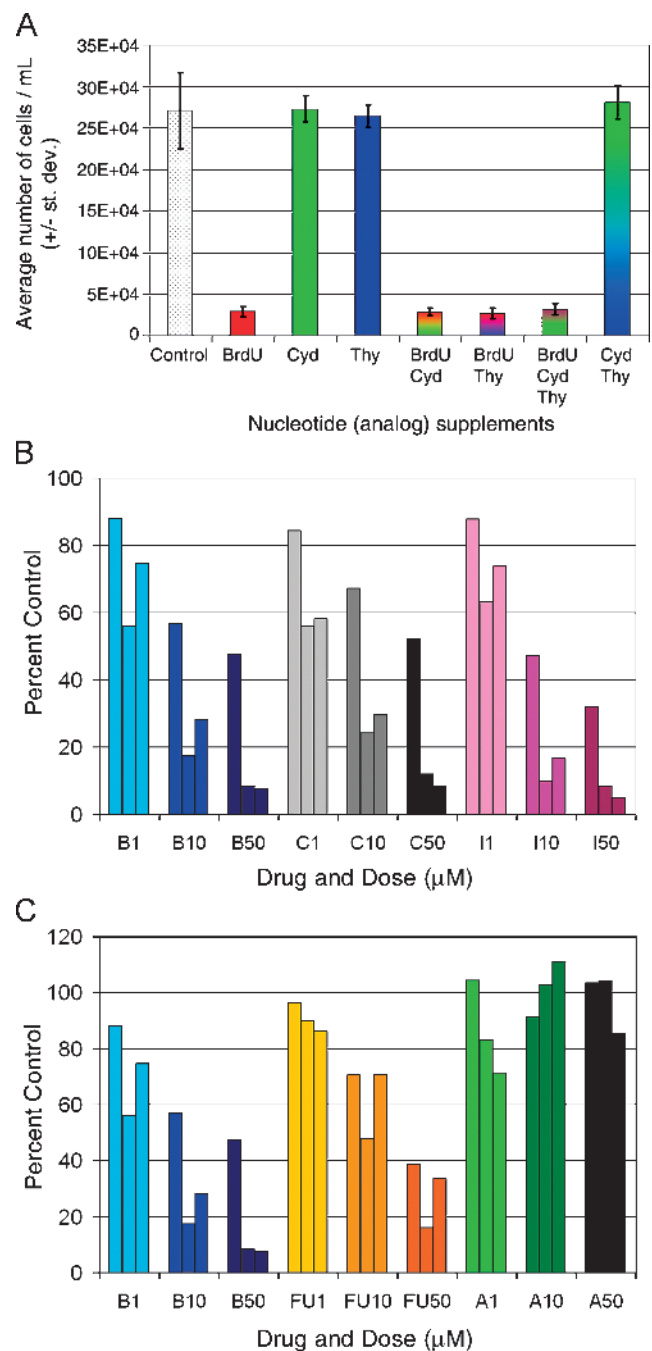 A
35E+04
30E+04
25E+04
20E+04
15E+04
10E+04
5E+04
0
Average number of cells / mL
(+/- st. dev.)
Control BrdU Cyd Thy BrdU BrdU BrdU Cyd
Cyd Thy Cyd Thy
Thy
Nucleotide (analog) supplements
B
100
80
60
40
20
0
Percent Control
B1 B10 B50 C1 C10 C50 I1 I10 I50
Drug and Dose (μM)
C
120
100
80
60
40
20
0
Percent Control
B1 B10 B50 FU1 FU10 FU50 A1 A10 A50
Drug and Dose (μM)